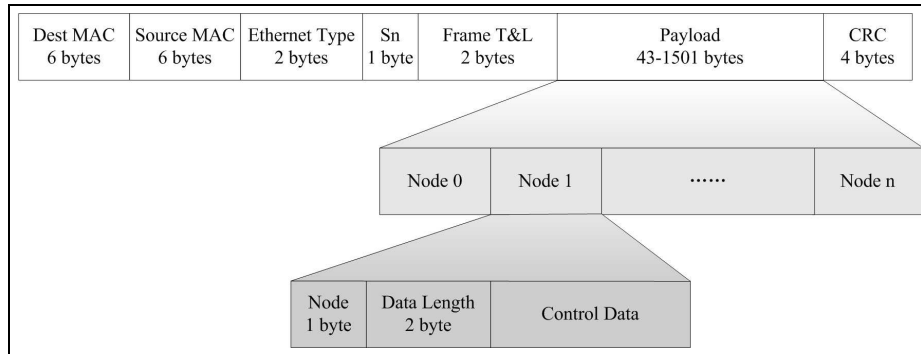 Dest MAC
6 bytes
Source MAC
6 bytes
Ethernet Type
2 bytes
Sn
1 byte
Frame T&L
2 bytes
Payload
43-1501 bytes
CRC
4 bytes
Node 0
Node 1
......
Node n
Node
1 byte
Data Length
2 byte
Control Data